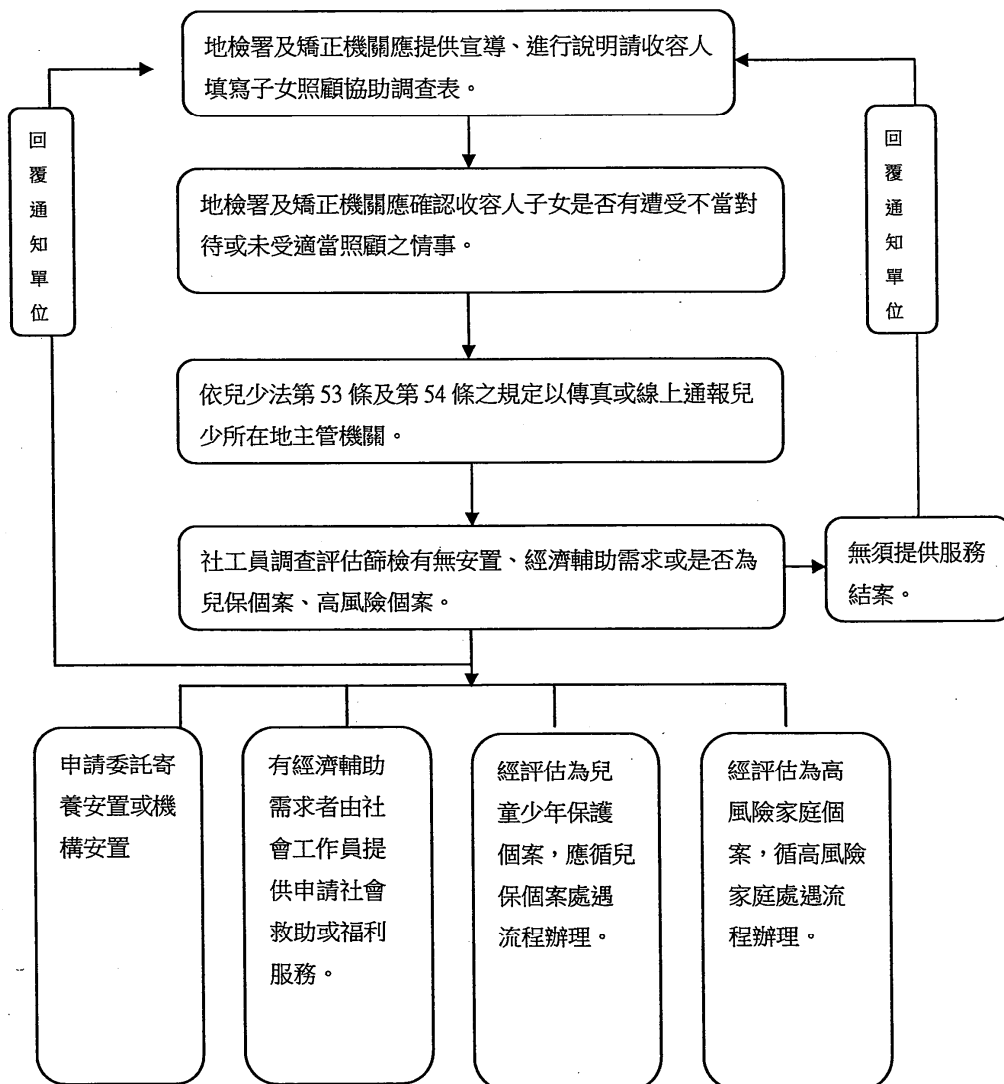 地檢署及矯正機關應提供宣導、進行說明請收容人
填寫子女照顧協助調查表。
回
覆
通
知
單
位
回
覆
通
知
單
位
地檢署及矯正機關應確認收容人子女是否有遭受不當對
待或未受適當照顧之情事。
依兒少法第 53 條及第 54 條之規定以傳真或線上通報兒
少所在地主管機關。
社工員調查評估篩檢有無安置、經濟輔助需求或是否為
兒保個案、高風險個案。
無須提供服務
結案。
申請委託寄
養安置或機
構安置
有經濟輔助
需求者由社
會工作員提
供申請社會
救助或福利
服務。
經評估為兒
童少年保護
個案，應循兒
保個案處遇
流程辦理。
經評估為高
風險家庭個
案，循高風險
家庭處遇流
程辦理。